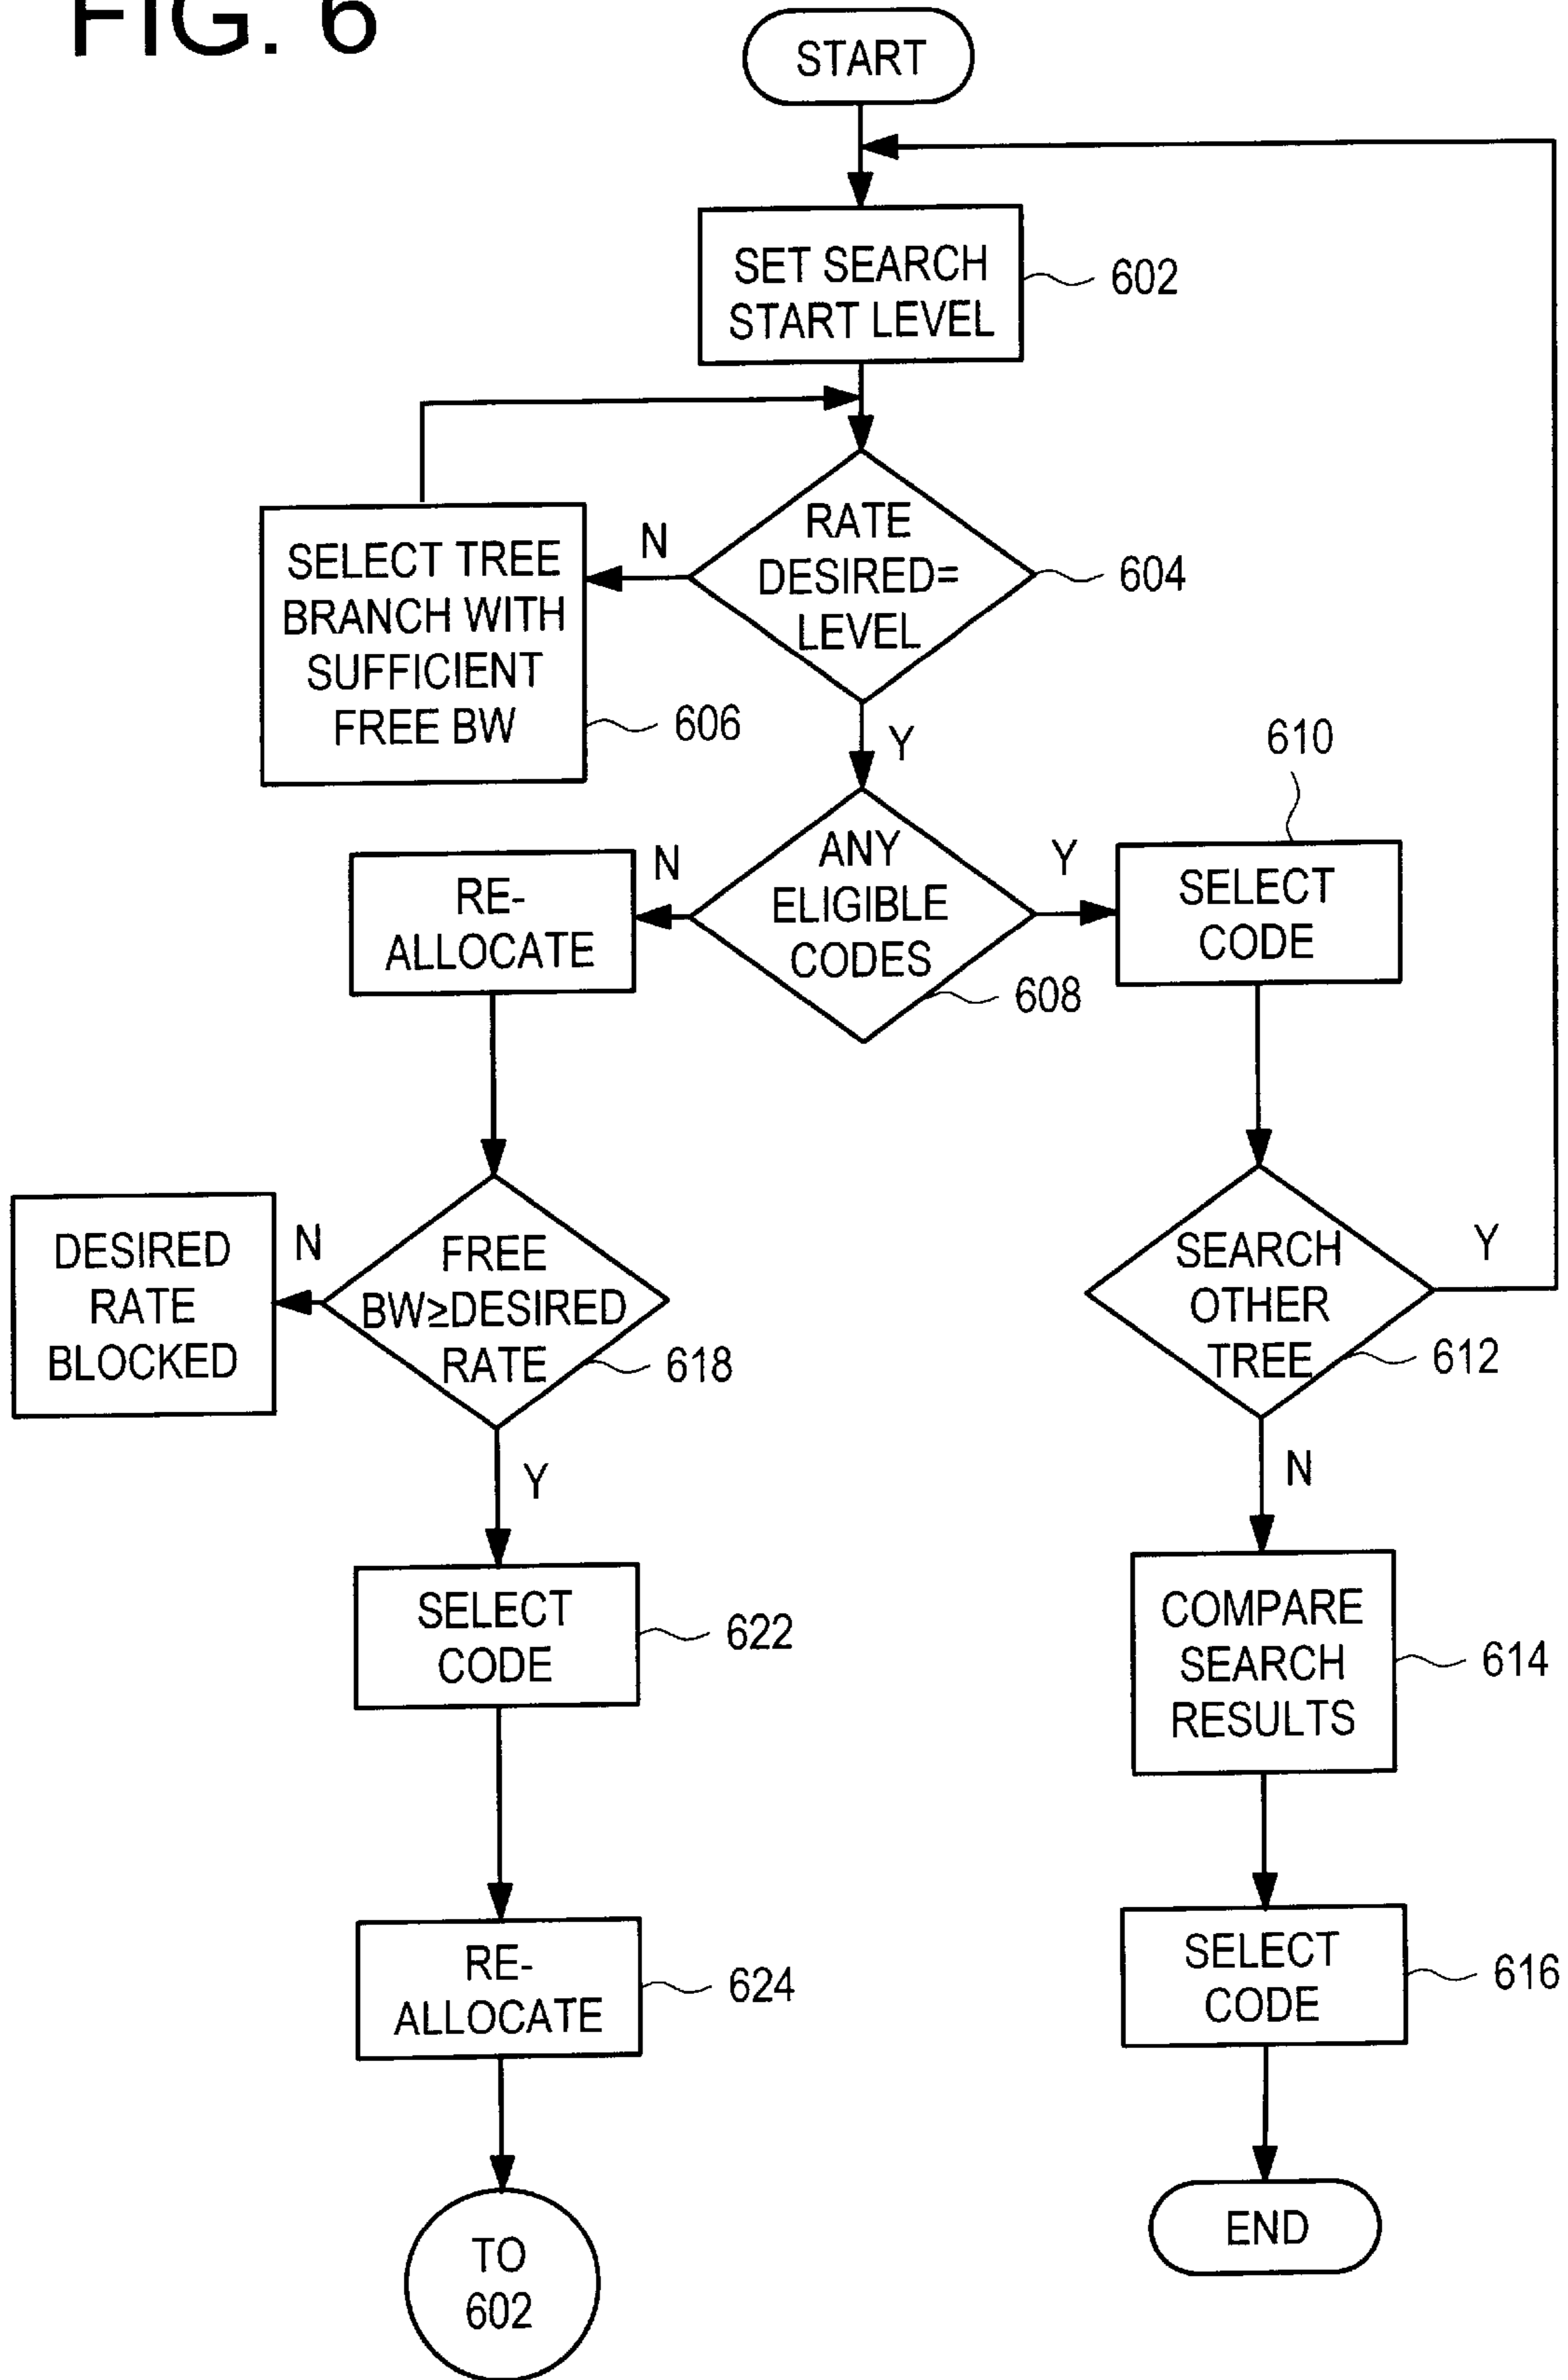 FIG. 6
START
SET SEARCH
START LEVEL
602
RATE
DESIRED=
LEVEL
604
N
SELECT TREE
BRANCH WITH
SUFFICIENT
FREE BW
606
Y
ANY
ELIGIBLE
CODES
608
N
RE-
ALLOCATE
Y
610
SELECT
CODE
FREE
BW≥DESIRED
RATE
618
N
DESIRED
RATE
BLOCKED
SEARCH
OTHER
TREE
612
Y
Y
N
SELECT
CODE
622
COMPARE
SEARCH
RESULTS
614
RE-
ALLOCATE
624
SELECT
CODE
616
TO
602
END